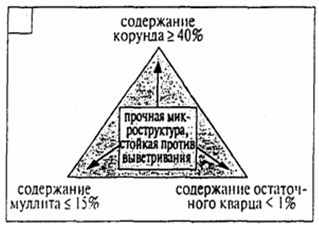 содержание
корунда ≥ 40%
прочная мик-
роструктура,
стойкая против
выветривания
содержание
муллита ≤ 15%
содержание остаточ-
ного кварца < 1%